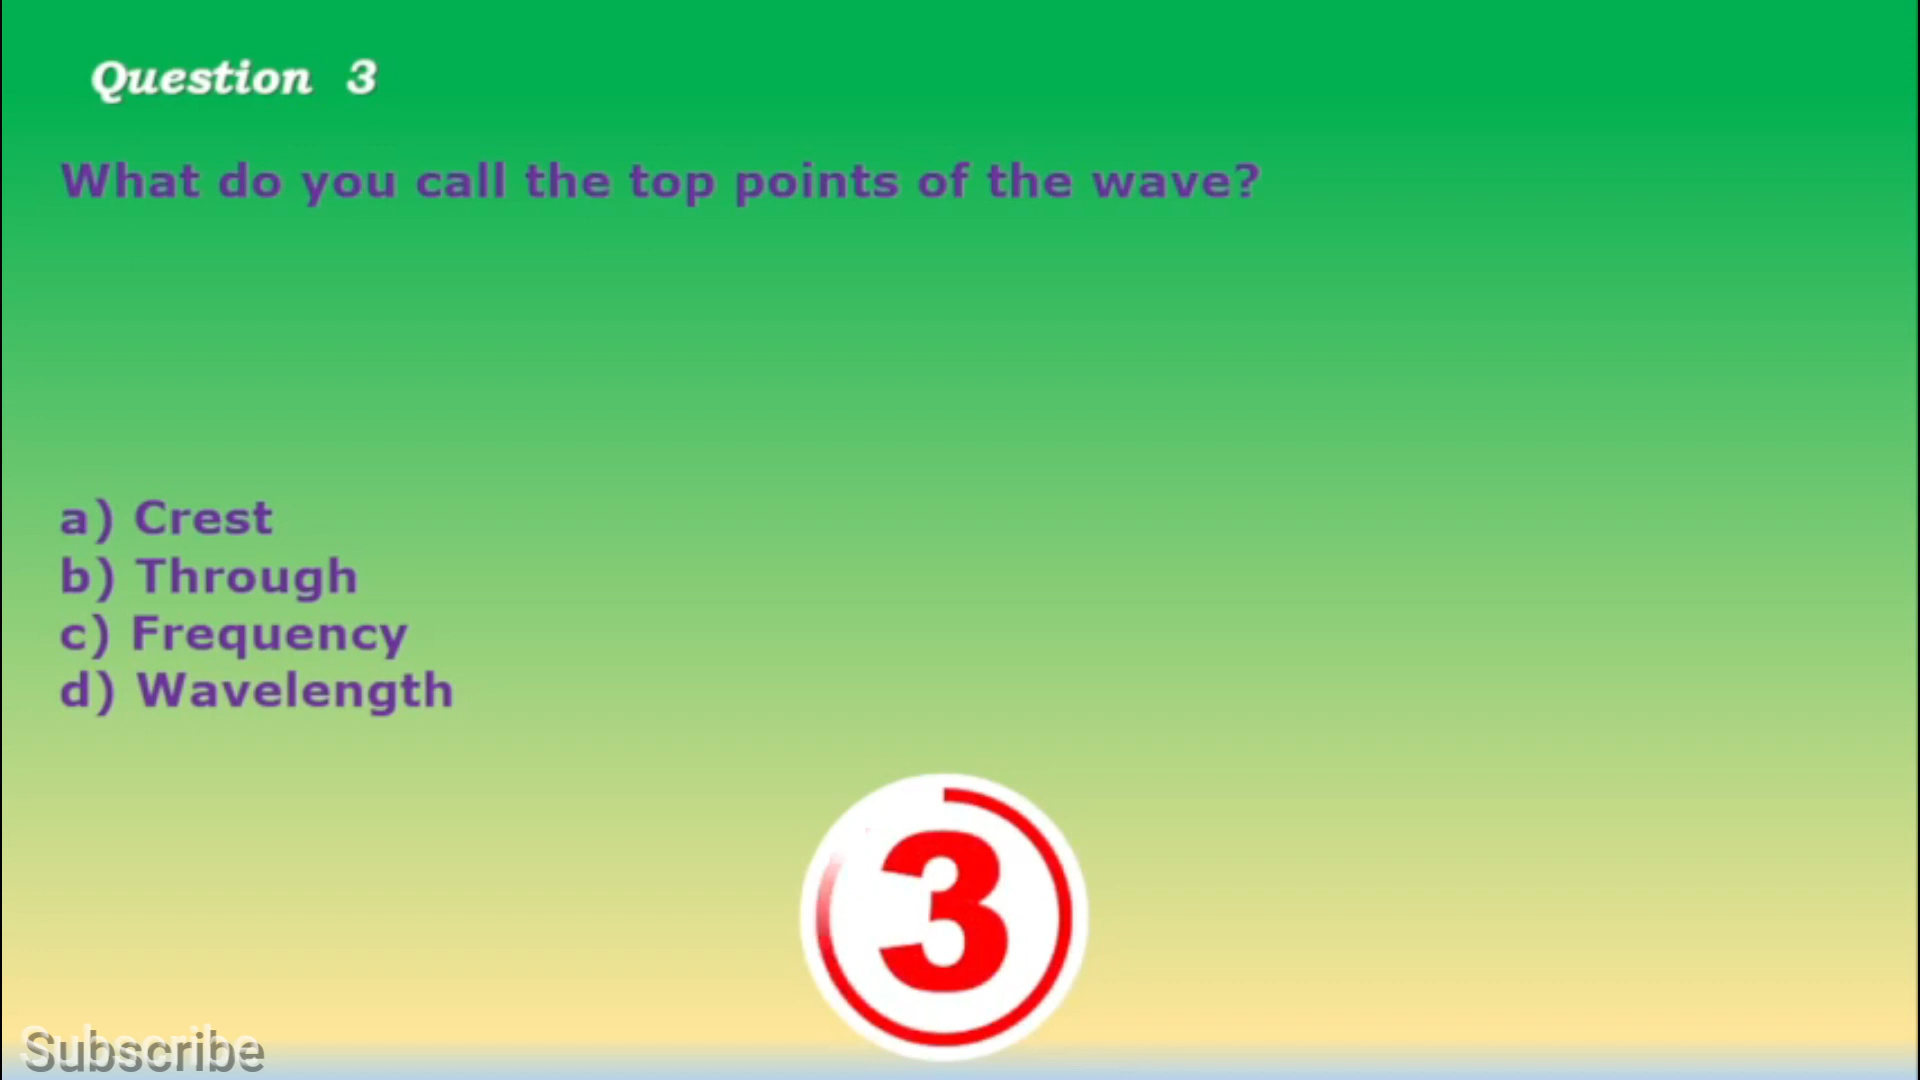 Question 3
What do you call the top points of the wave?
a) Crest
b) Through
c) Frequency
d) Wavelength
3
Subscribe